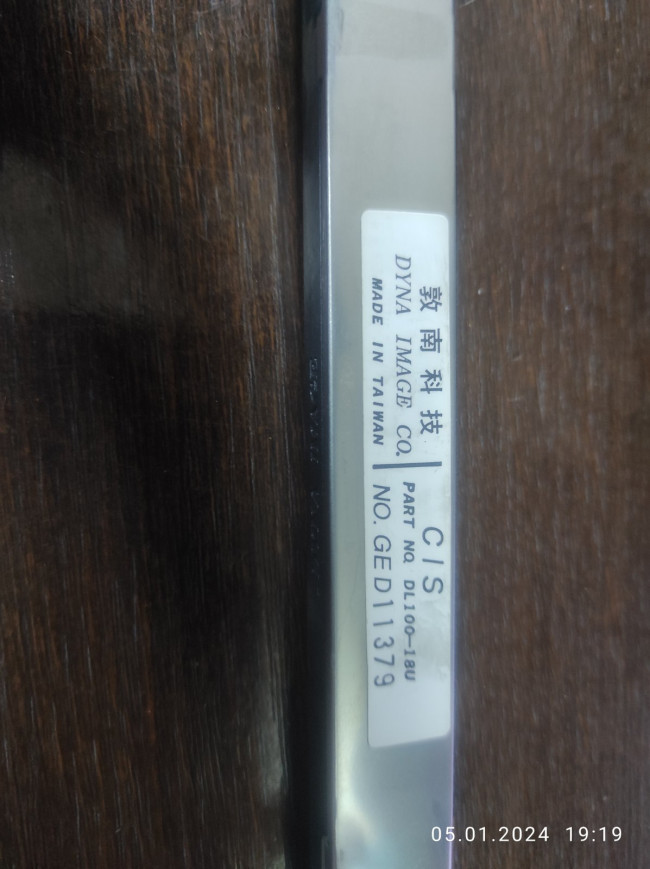 敦南科技
DYNA IMAGE CO.
MADE IN TAIWAN
CIS
PART NO. DL100-18U
NO. GED11379
05.01.2024 19:19